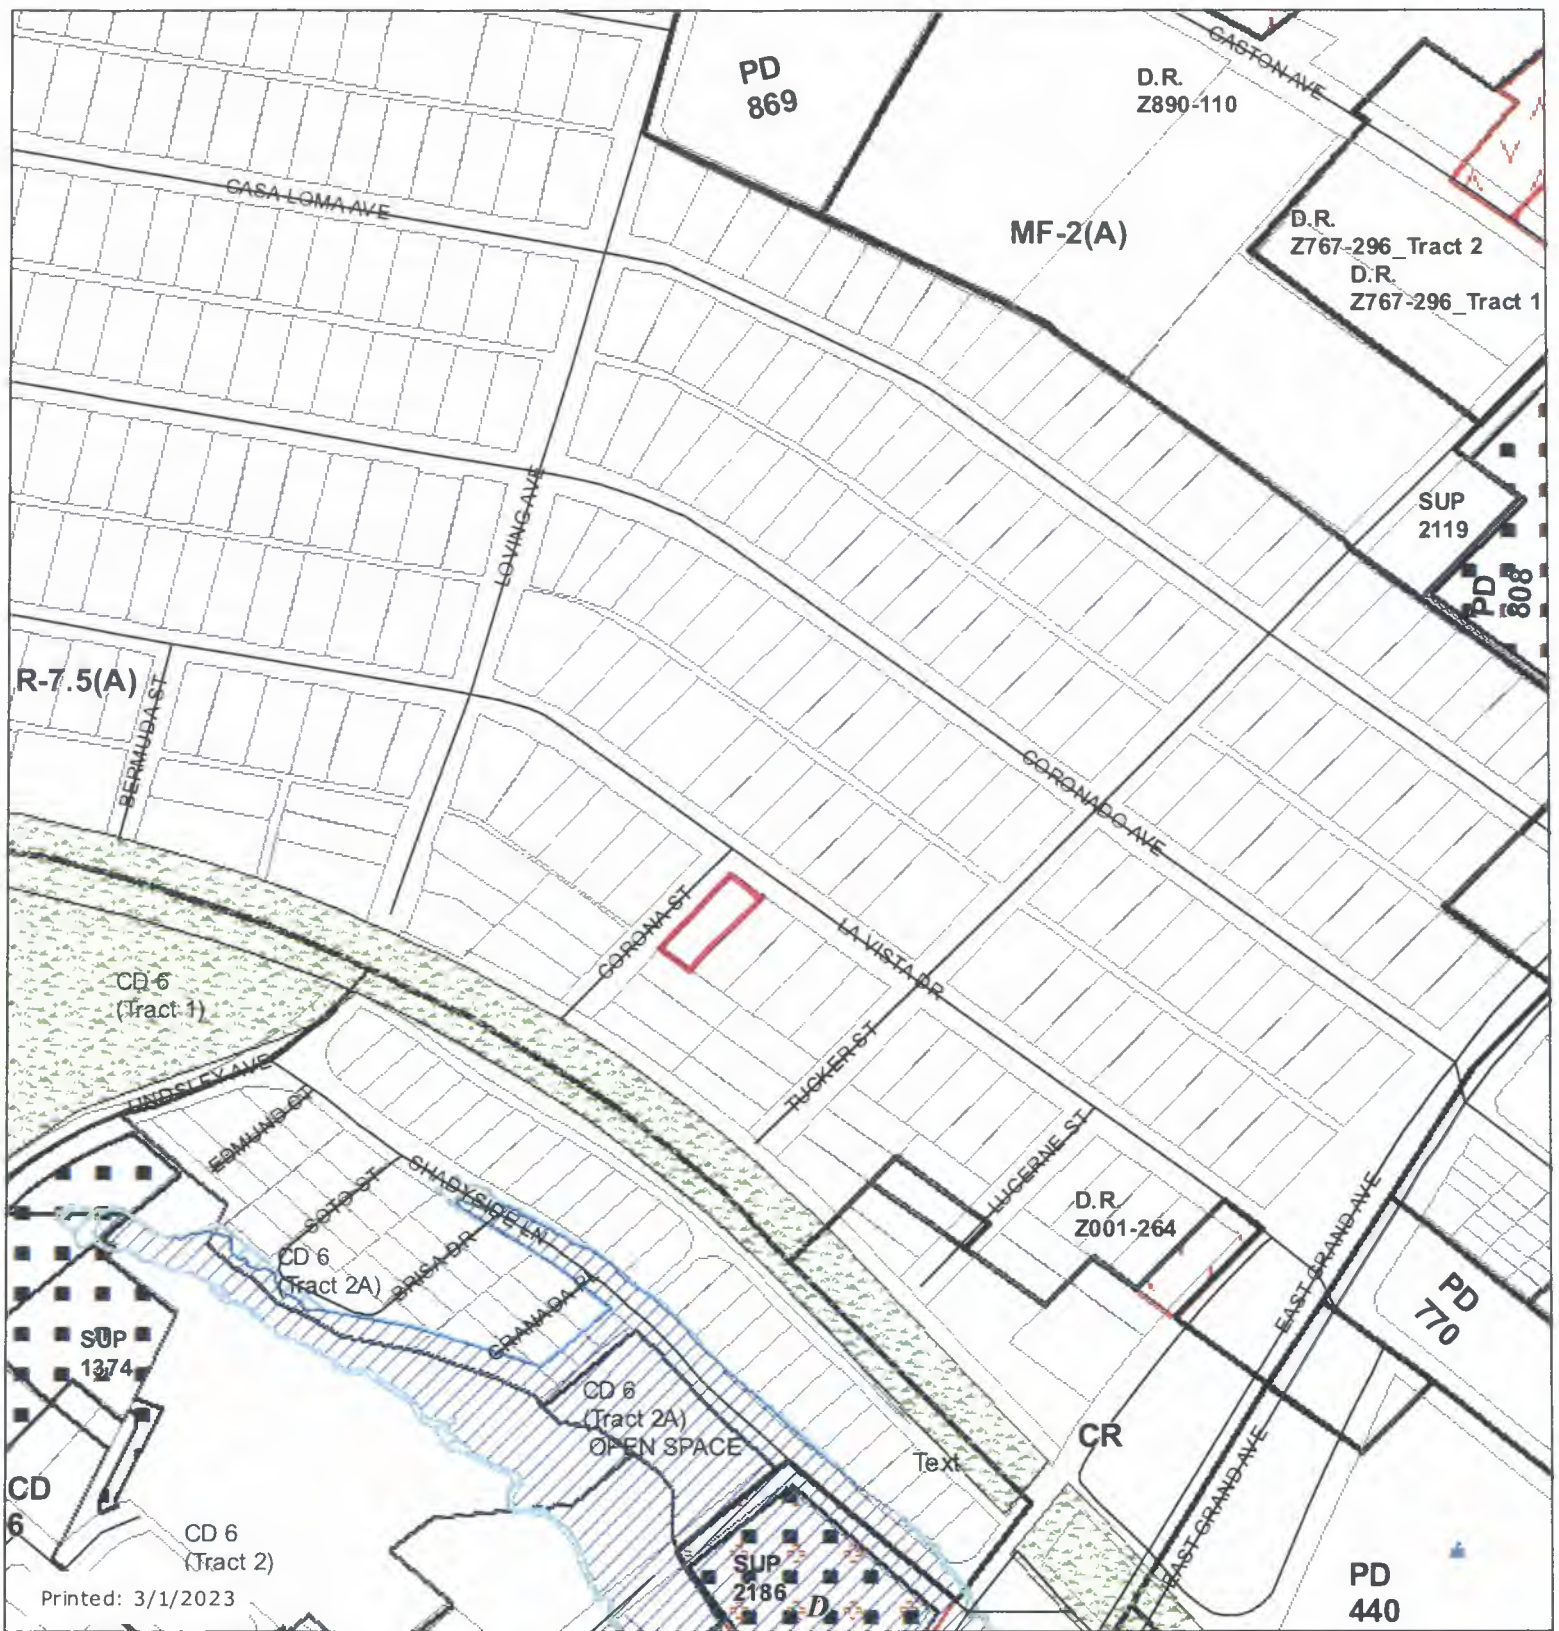 PD
869
D.R.
Z890-110
GASTON AVE
CASA LOMA AVE
MF-2(A)
D.R.
Z767-296_Tract 2
D.R.
Z767-296_Tract 1
LOVING AVE
SUP
2119
PD
808
R-7.5(A)
BERMUDA ST
CORONADO AVE
CORONA ST
LA VISTA DR
CD 6
(Tract 1)
TUCKER ST
LINDSLEY AVE
EDMUND CT
LUCERNE ST
SOTO ST
SHADYSIDE LN
D.R.
Z001-264
CD 6
(Tract 2A)
BRISA DR
EAST GRAND AVE
PD
770
GRANADA
SUP
1374
CD 6
(Tract 2A)
OPEN SPACE
CR
Text
CD
6
EAST GRAND AVE
CD 6
(Tract 2)
SUP
2186
D
PD
440
Printed: 3/1/2023